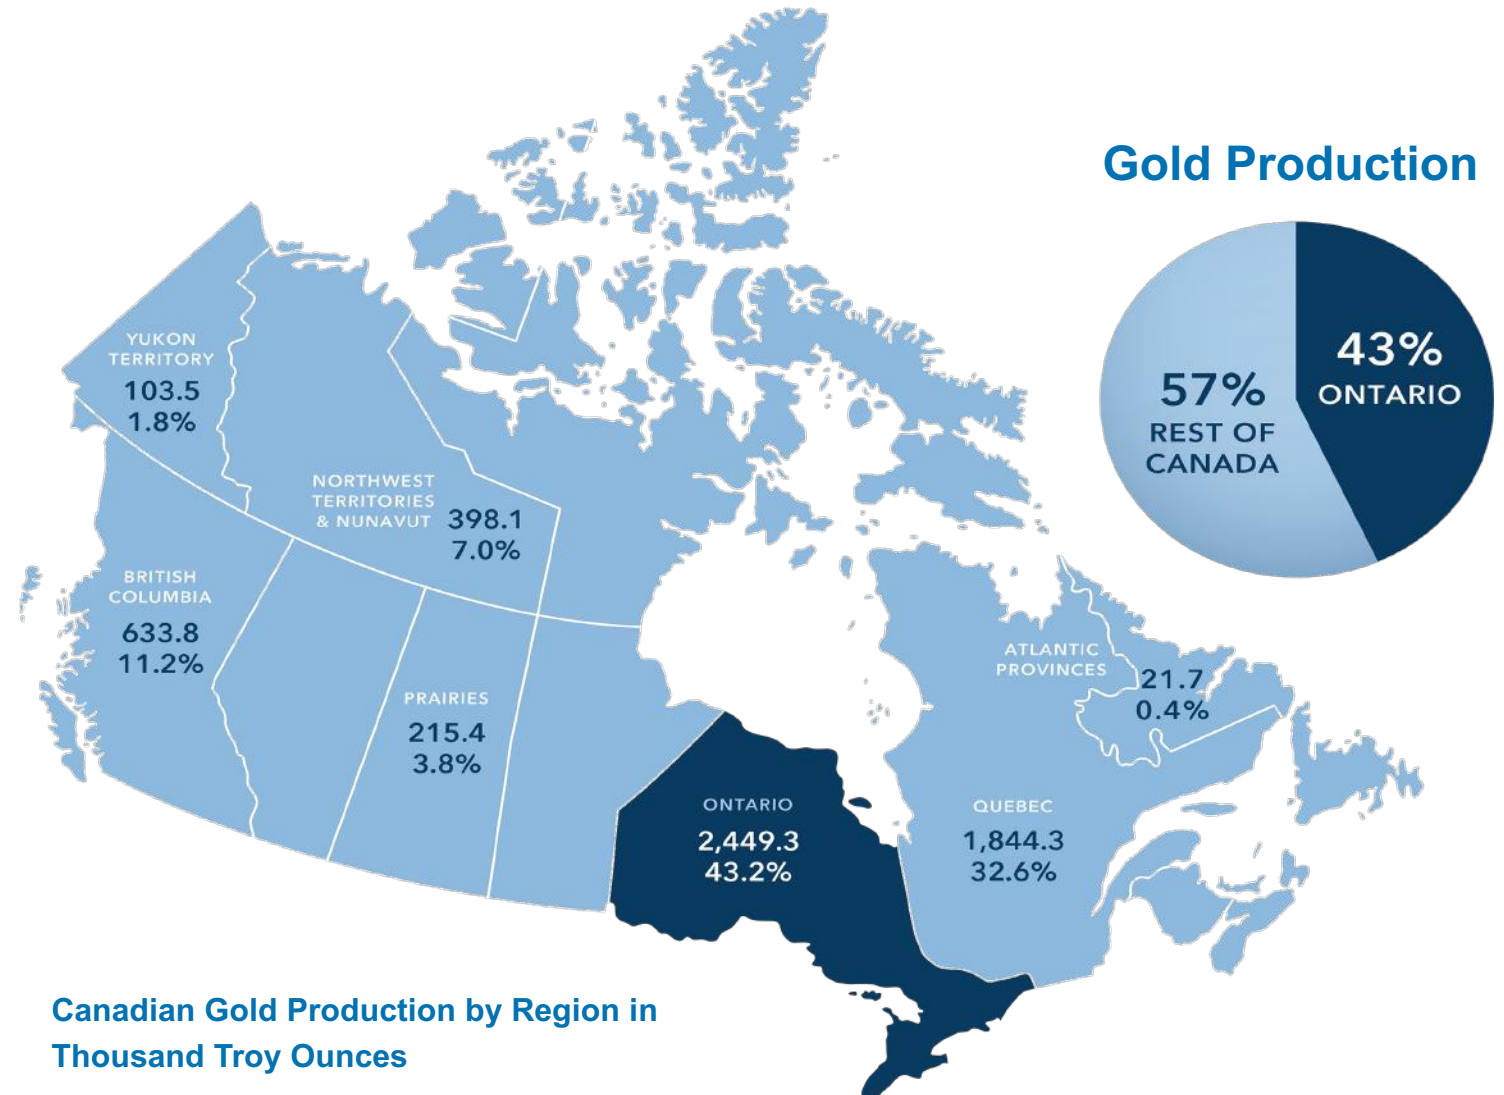 Gold Production
43%
ONTARIO
57%
REST OF
CANADA
YUKON
TERRITORY
103.5
1.8%
NORTHWEST
TERRITORIES
& NUNAVUT
398.1
7.0%
BRITISH
COLUMBIA
633.8
11.2%
PRAIRIES
215.4
3.8%
ONTARIO
2,449.3
43.2%
QUEBEC
1,844.3
32.6%
ATLANTIC
PROVINCES
21.7
0.4%
Canadian Gold Production by Region in
Thousand Troy Ounces